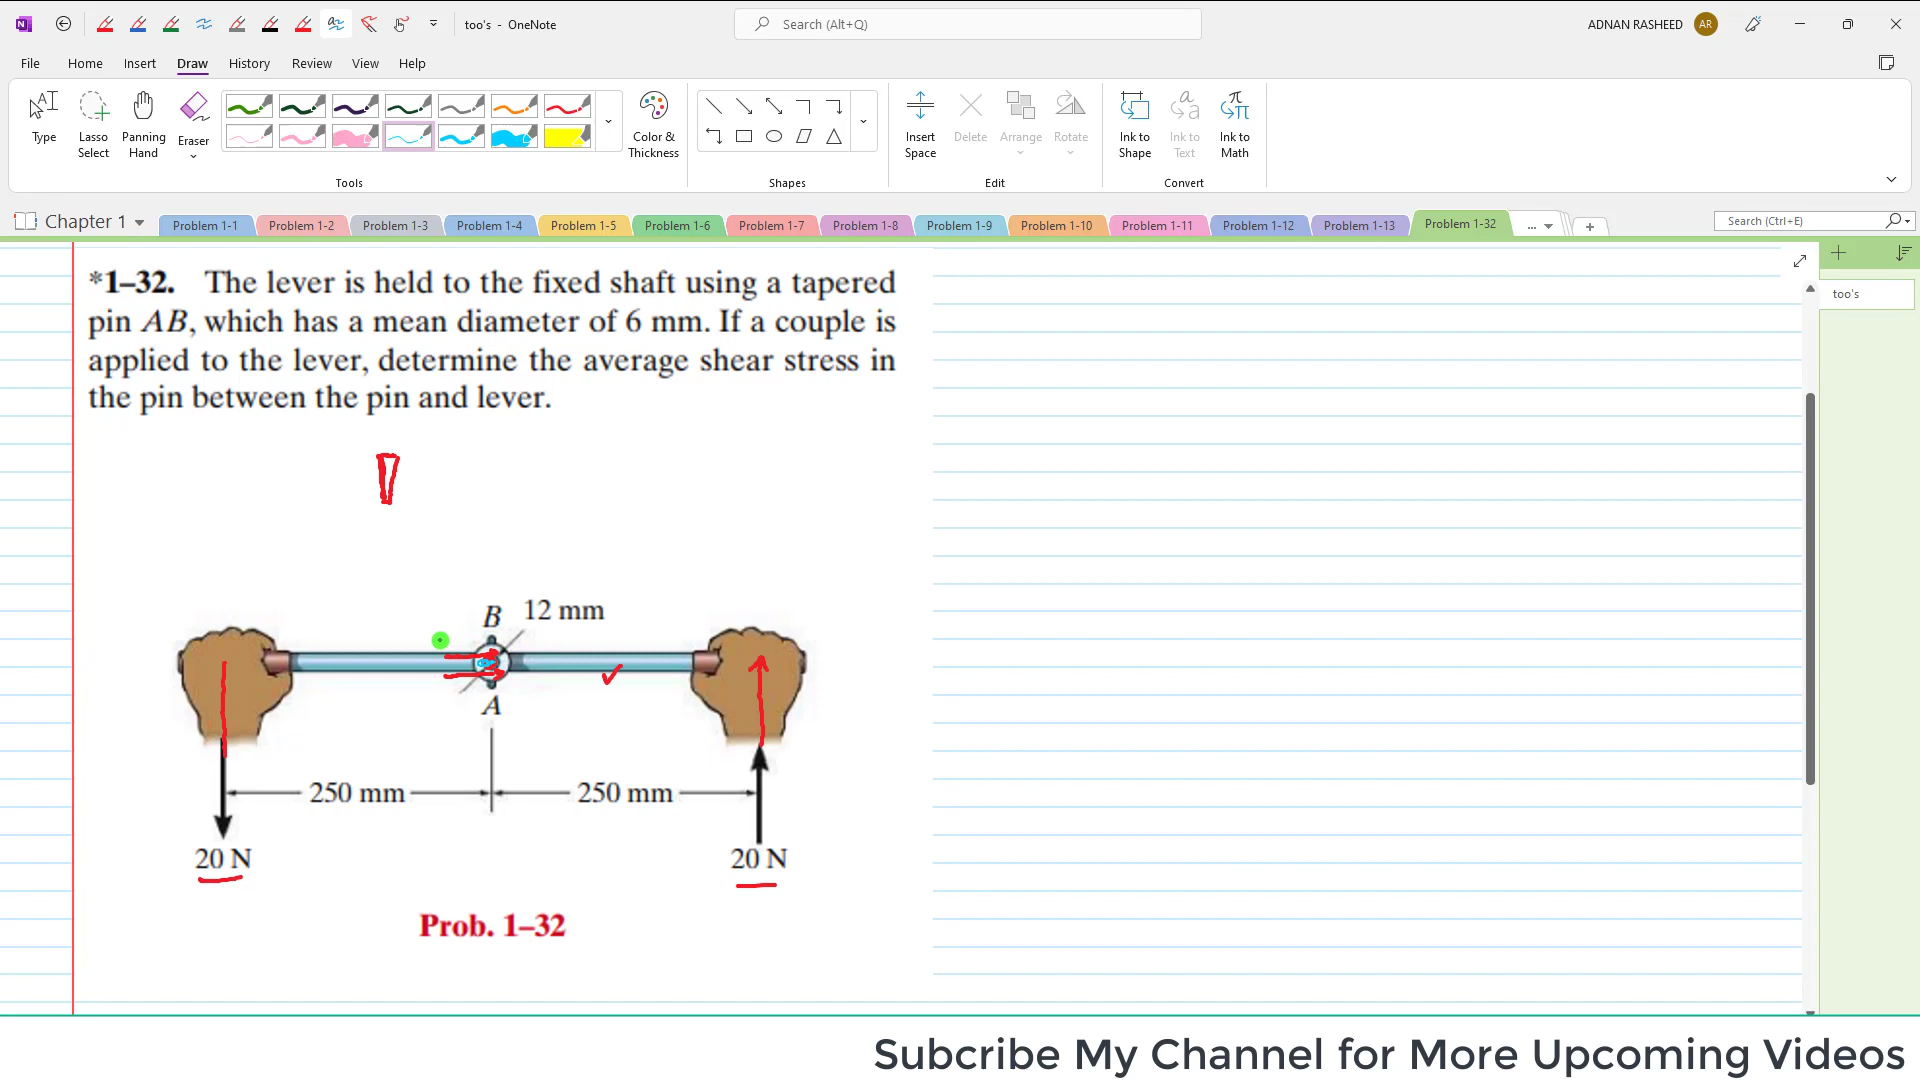 too's - OneNote
Search (Alt+Q)
ADNAN RASHEED
AR
File Home Insert Draw History Review View Help
Type
Lasso Select
Panning Hand
Eraser
Color & Thickness
Insert Space
Delete
Arrange
Rotate
Ink to Shape
Ink to Text
Ink to Math
Tools
Shapes
Edit
Convert
Chapter 1
Problem 1-1 Problem 1-2 Problem 1-3 Problem 1-4 Problem 1-5 Problem 1-6 Problem 1-7 Problem 1-8 Problem 1-9 Problem 1-10 Problem 1-11 Problem 1-12 Problem 1-13 Problem 1-32 ...
Search (Ctrl+E)
too's
*1–32. The lever is held to the fixed shaft using a tapered
pin AB, which has a mean diameter of 6 mm. If a couple is
applied to the lever, determine the average shear stress in
the pin between the pin and lever.
B 12 mm
A
250 mm 250 mm
20 N 20 N
Prob. 1–32
Subcribe My Channel for More Upcoming Videos